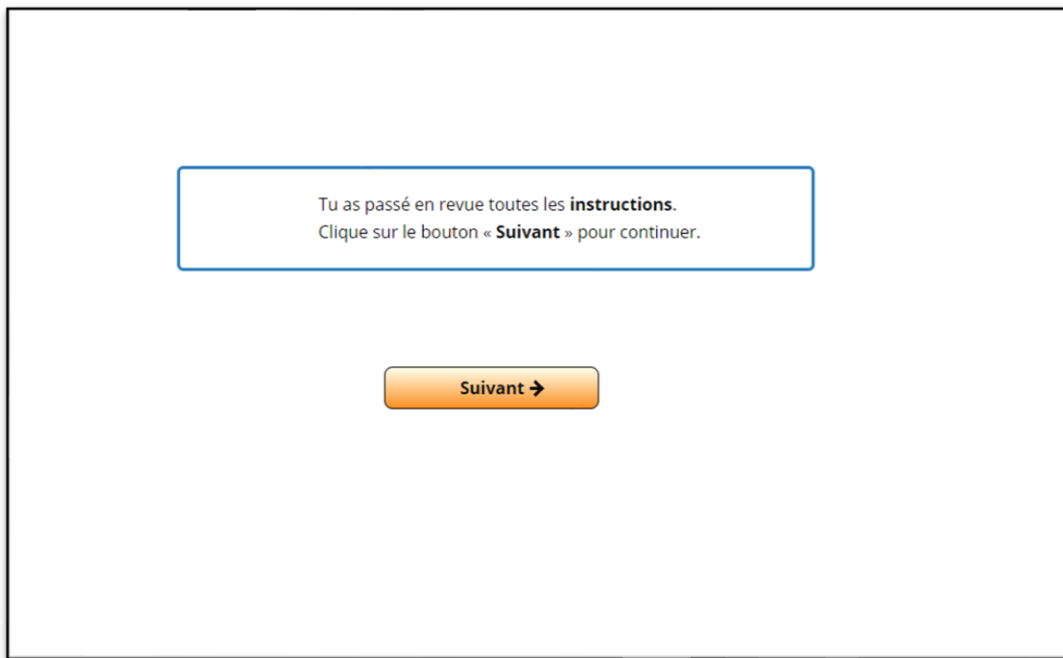 Tu as passé en revue toutes les instructions.
Clique sur le bouton « Suivant » pour continuer.
Suivant →